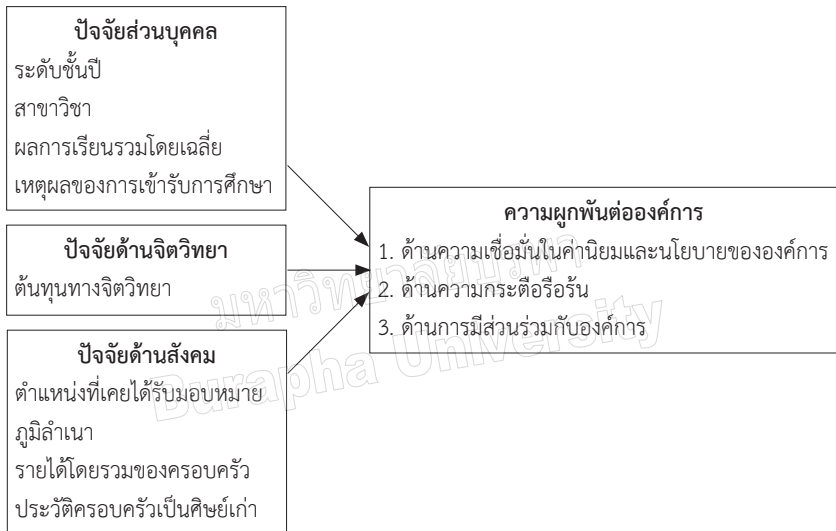 ปัจจัยส่วนบุคคล
ระดับชั้นปี
สาขาวิชา
ผลการเรียนรวมโดยเฉลี่ย
เหตุผลของการเข้ารับการศึกษา
ปัจจัยด้านจิตวิทยา
ต้นทุนทางจิตวิทยา
ปัจจัยด้านสังคม
ตำแหน่งที่เคยได้รับมอบหมาย
ภูมิลำเนา
รายได้โดยรวมของครอบครัว
ประวัติครอบครัวเป็นศิษย์เก่า
ความผูกพันต่อองค์การ
1. ด้านความเชื่อมั่นในค่านิยมและนโยบายขององค์การ
2. ด้านความกระตือรือร้น
3. ด้านการมีส่วนร่วมกับองค์การ
มหาวิทยาลัยบูรพา
Burapha University